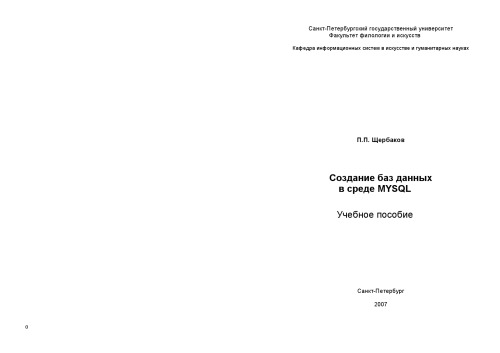 Санкт-Петербургский государственный университет
Факультет филологии и искусств
Кафедра информационных систем в искусстве и гуманитарных науках
П.П. Щербаков
Создание баз данных
в среде MYSQL
Учебное пособие
Санкт-Петербург
2007